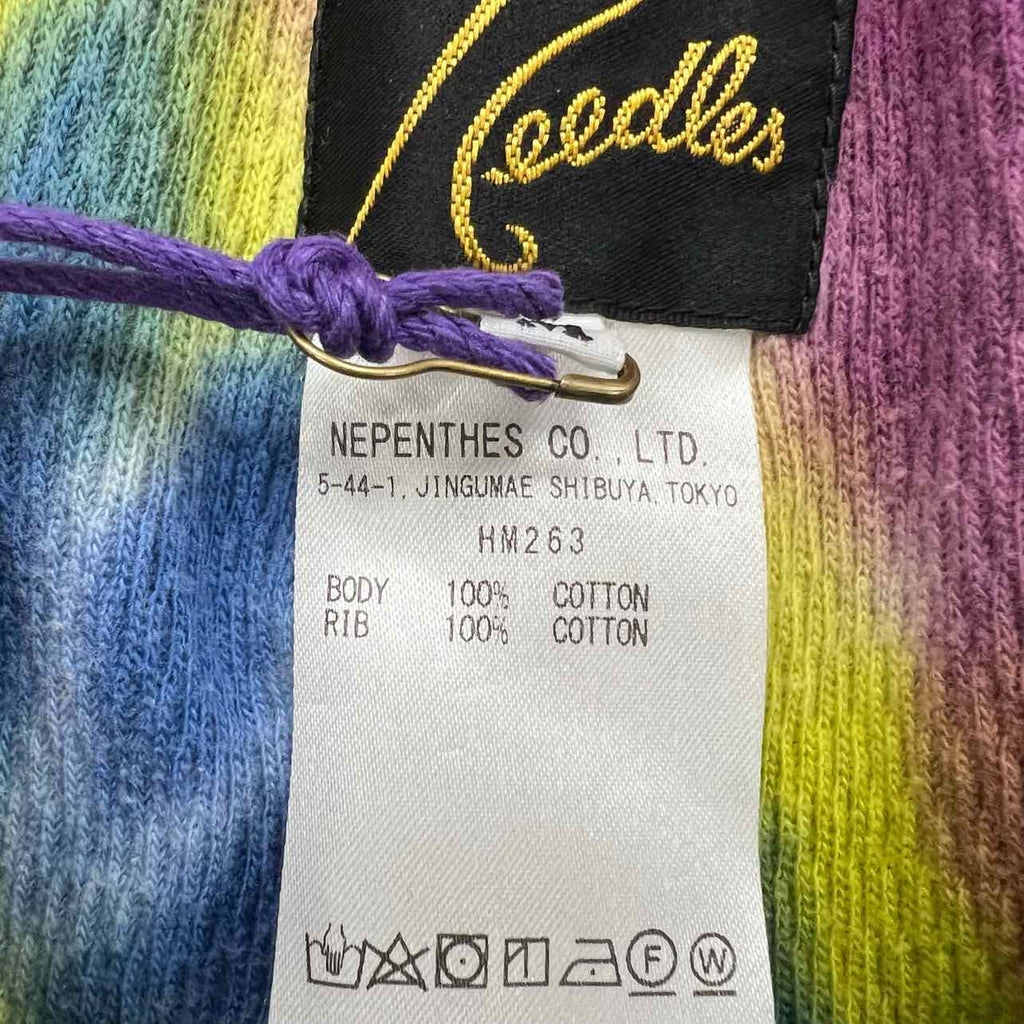 Needles
NEPENTHES CO., LTD.
5-44-1, JINGUMAE SHIBUYA, TOKYO
HM263
BODY 100% COTTON
RIB 100% COTTON
F W